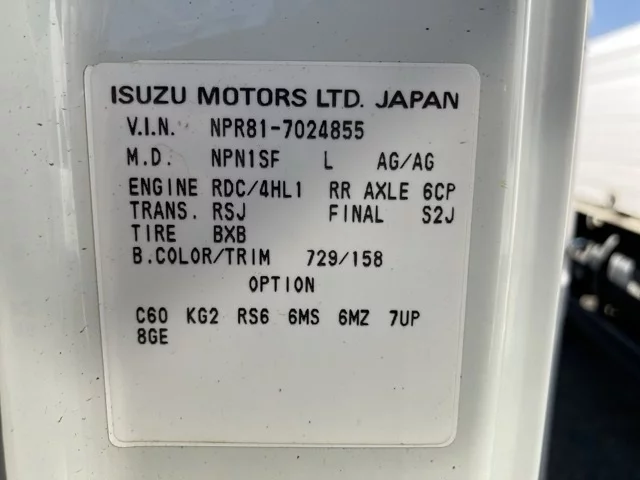 ISUZU MOTORS LTD. JAPAN
V.I.N. NPR81-7024855
M.D. NPN1SF L AG/AG
ENGINE RDC/4HL1 RR AXLE 6CP
TRANS. RSJ FINAL S2J
TIRE BXB
B.COLOR/TRIM 729/158
OPTION
C60 KG2 RS6 6MS 6MZ 7UP
8GE